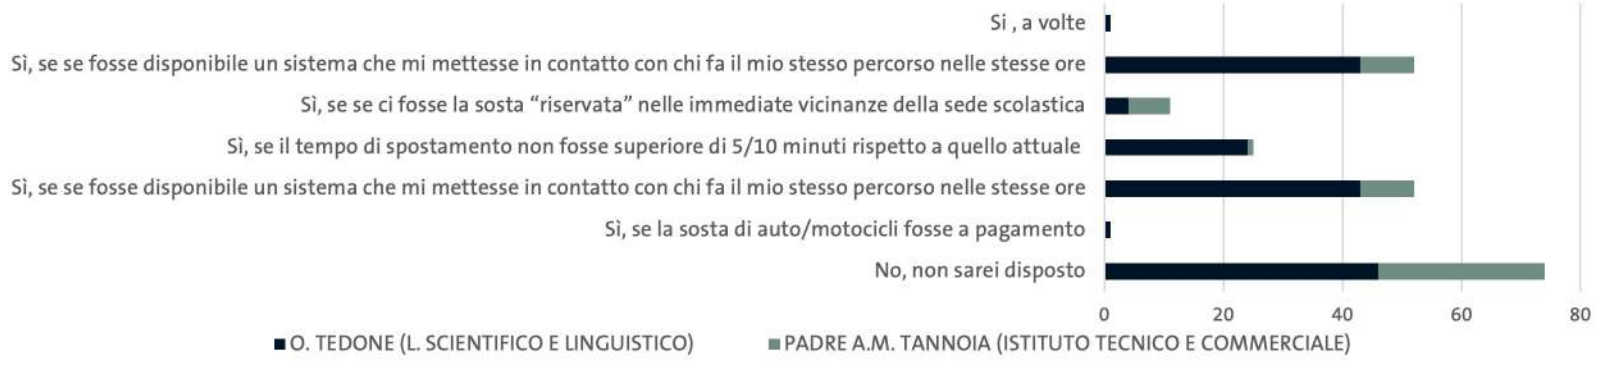 Si , a volte
Sì, se se fosse disponibile un sistema che mi mettesse in contatto con chi fa il mio stesso percorso nelle stesse ore
Sì, se se ci fosse la sosta “riservata” nelle immediate vicinanze della sede scolastica
Sì, se il tempo di spostamento non fosse superiore di 5/10 minuti rispetto a quello attuale
Sì, se se fosse disponibile un sistema che mi mettesse in contatto con chi fa il mio stesso percorso nelle stesse ore
Sì, se la sosta di auto/motocicli fosse a pagamento
No, non sarei disposto
0 20 40 60 80
O. TEDONE (L. SCIENTIFICO E LINGUISTICO) PADRE A.M. TANNOIA (ISTITUTO TECNICO E COMMERCIALE)